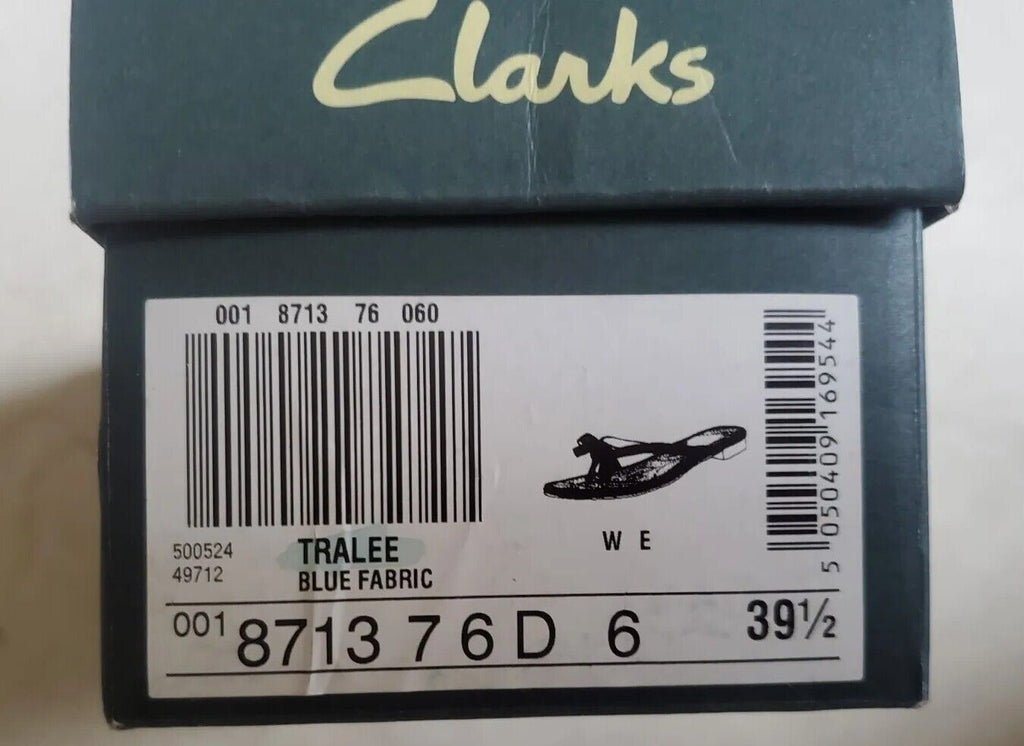 Clarks
001 8713 76 060
5 050409 169544
W E
500524
49712
TRALEE
BLUE FABRIC
001 8713 7 6 D 6 39½